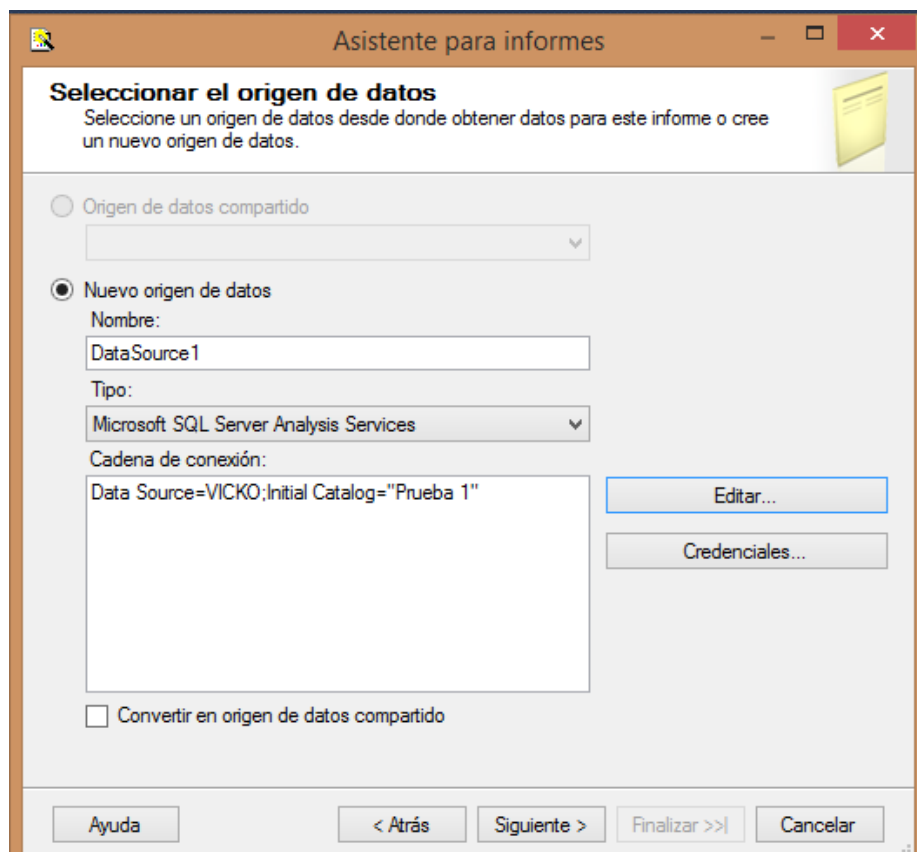 Asistente para informes
Seleccionar el origen de datos
Seleccione un origen de datos desde donde obtener datos para este informe o cree
un nuevo origen de datos.
Origen de datos compartido
Nuevo origen de datos
Nombre:
DataSource1
Tipo:
Microsoft SQL Server Analysis Services
Cadena de conexión:
Data Source=VICKO;Initial Catalog="Prueba 1"
Editar...
Credenciales...
Convertir en origen de datos compartido
Ayuda
< Atrás
Siguiente >
Finalizar >>|
Cancelar